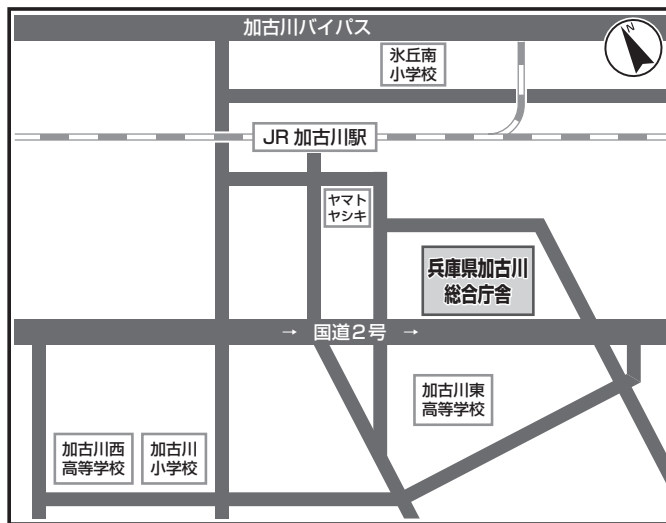 加古川バイパス
N
氷丘南
小学校
JR 加古川駅
ヤマト
ヤシキ
兵庫県加古川
総合庁舎
→ 国道2号 →
加古川東
高等学校
加古川西
高等学校
加古川
小学校